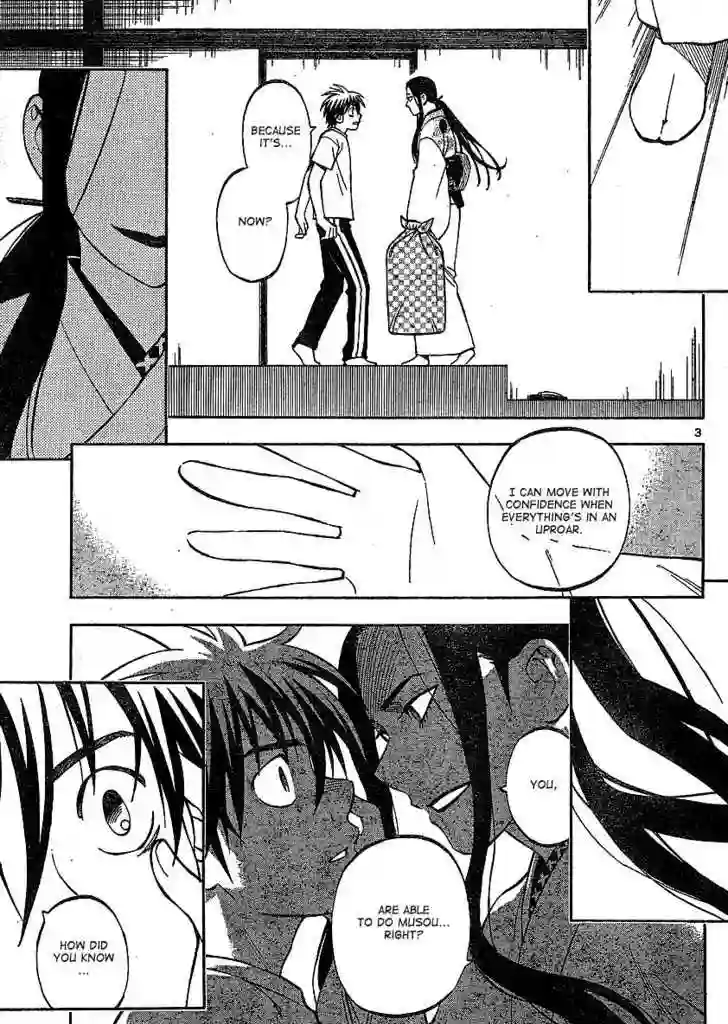 BECAUSE
IT'S...
NOW?
3
I CAN MOVE WITH
CONFIDENCE WHEN
EVERYTHING'S IN AN
UPROAR.
YOU,
ARE ABLE
TO DO MUSOU...
RIGHT?
HOW DID
YOU KNOW
...